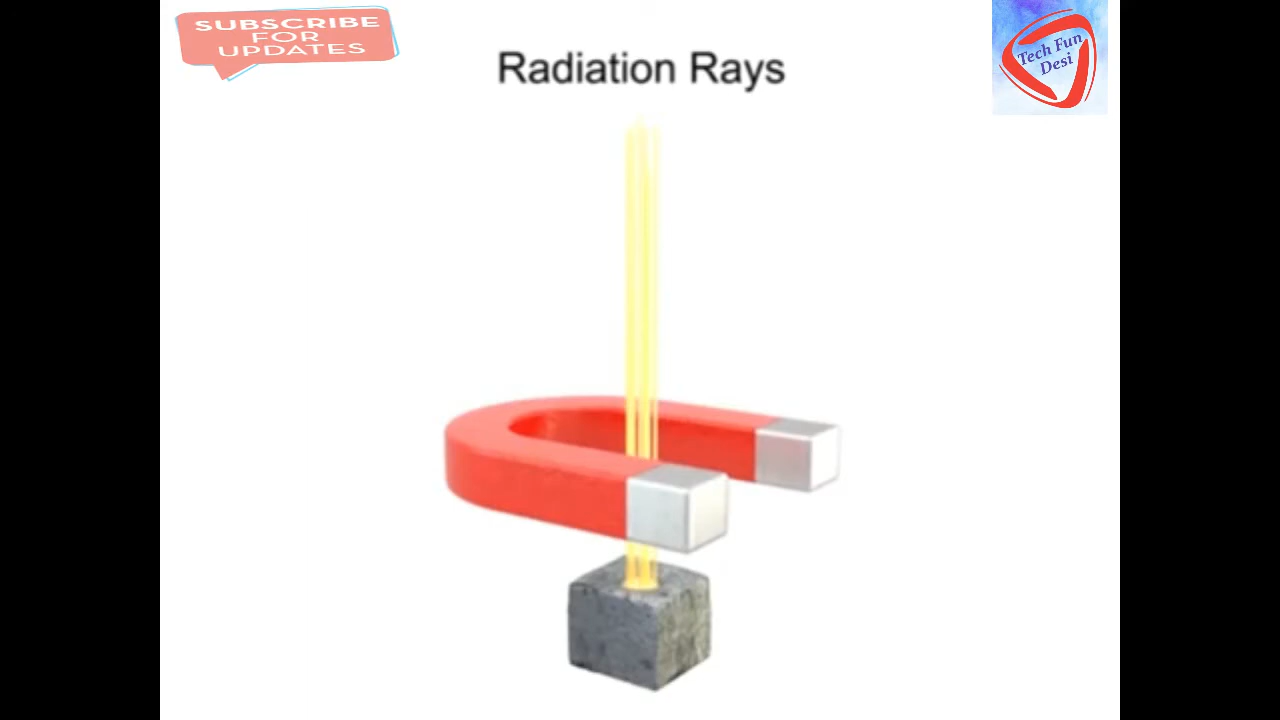 SUBSCRIBE
FOR
UPDATES
Radiation Rays
Tech Fun
Desi